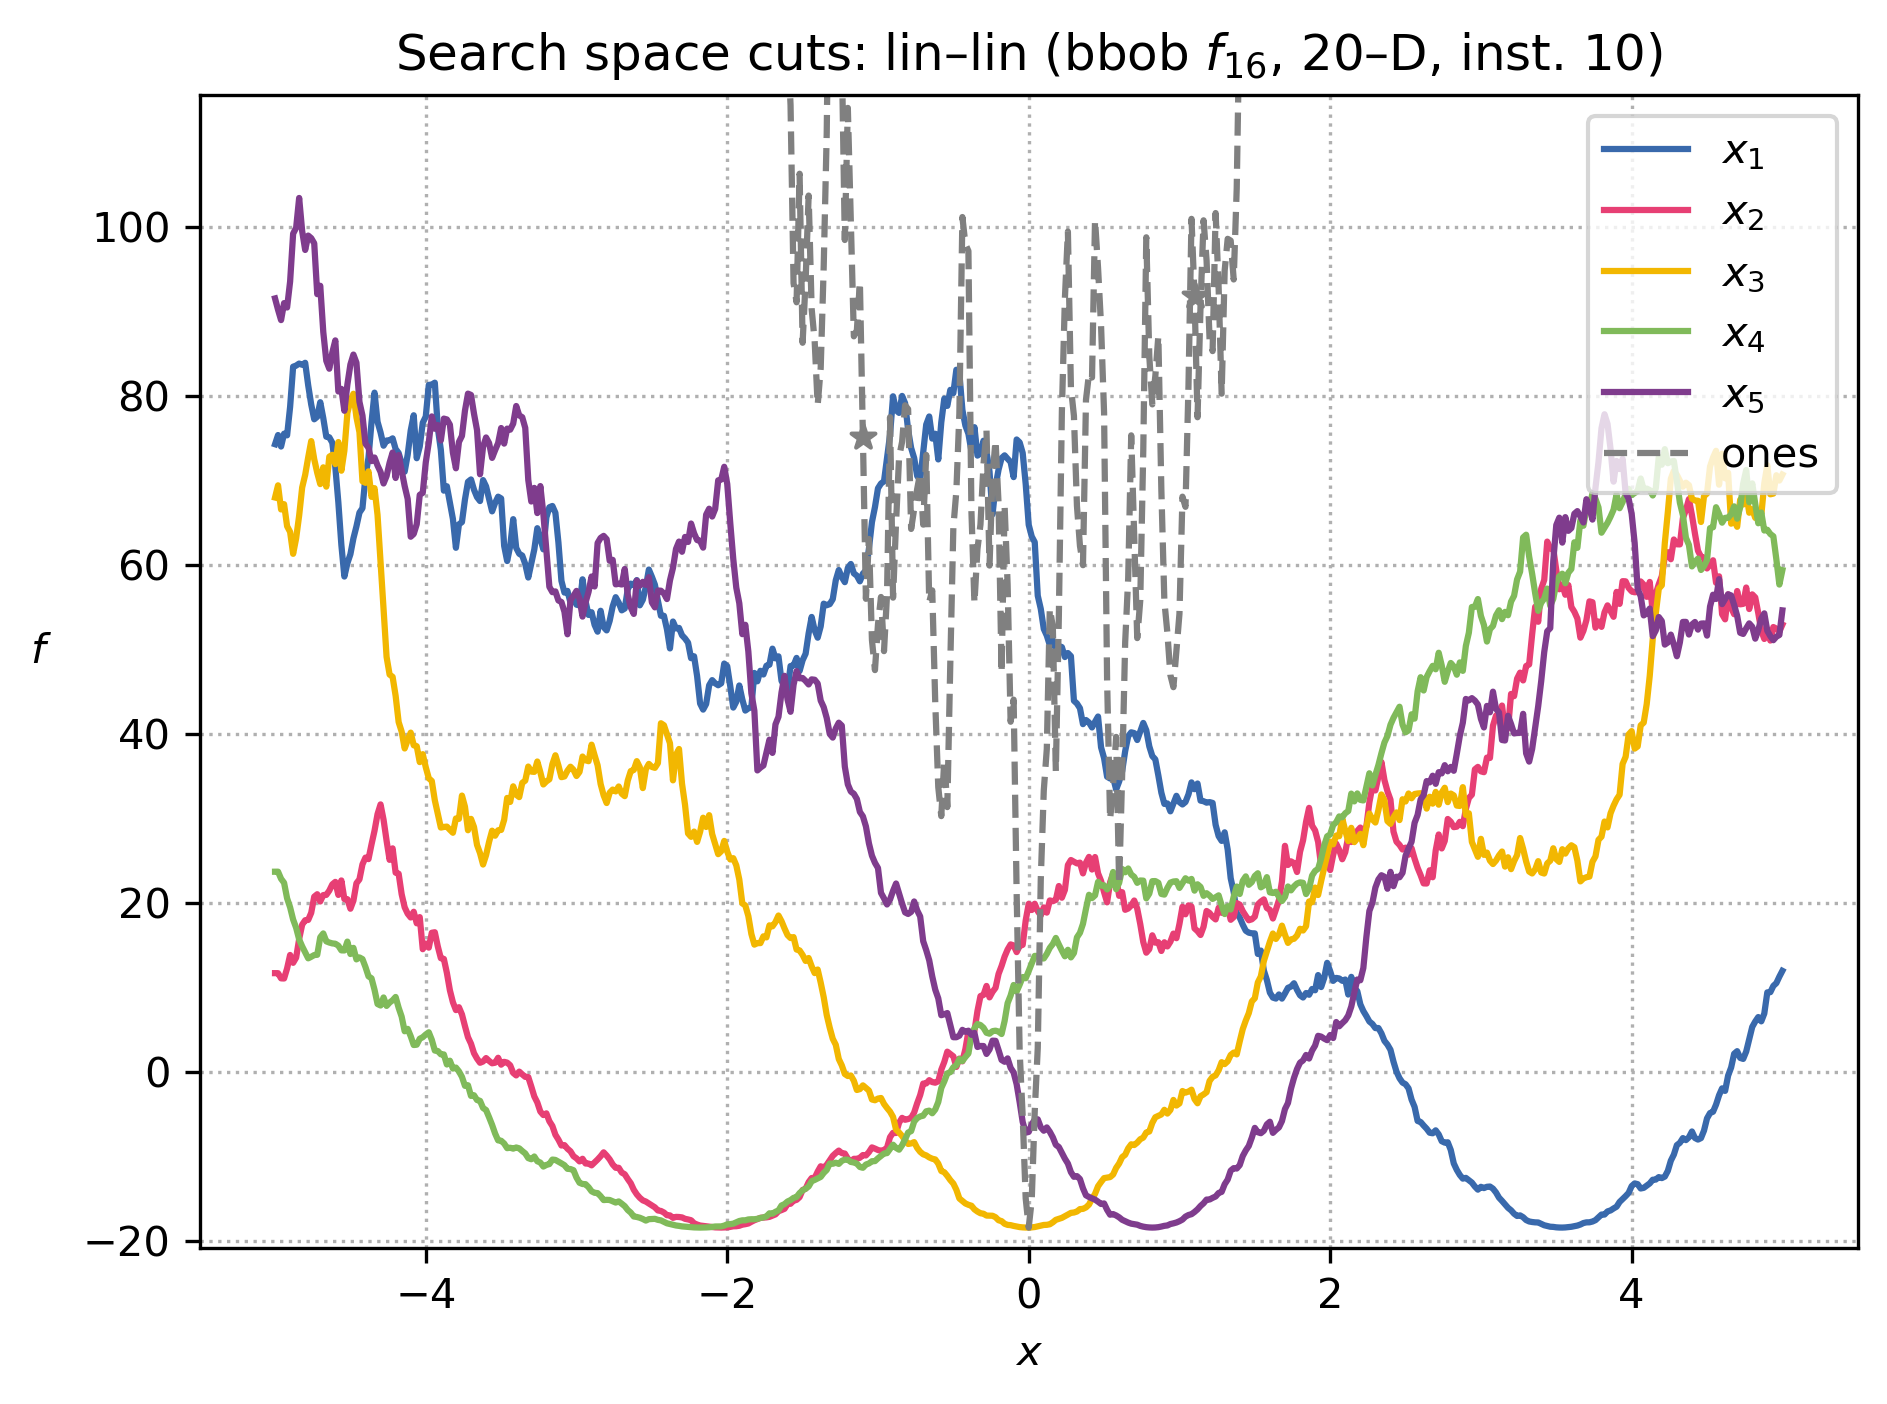 Search space cuts: lin–lin (bbob f₁₆, 20–D, inst. 10)
f
100
80
60
40
20
0
−20
x₁
x₂
x₃
x₄
x₅
ones
−4
−2
0
2
4
x